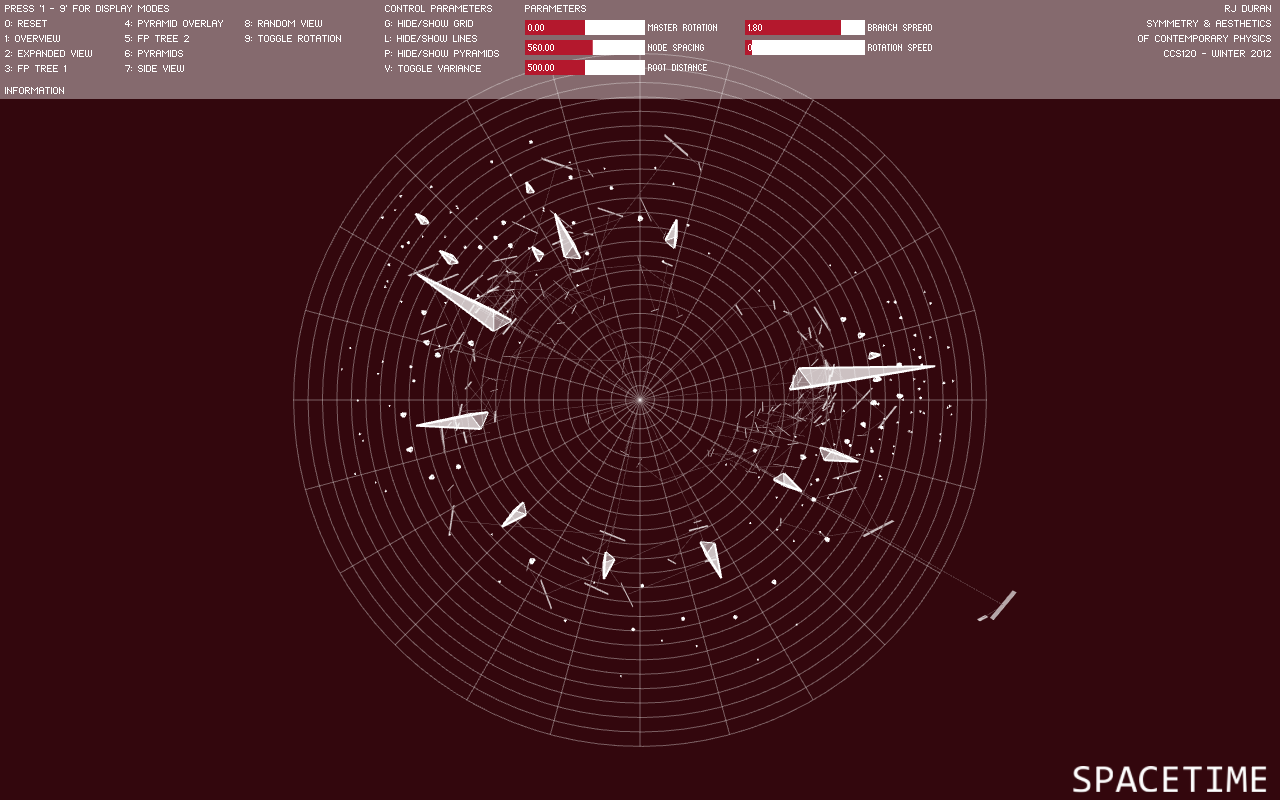 PRESS '1 - 9' FOR DISPLAY MODES
0: RESET
1: OVERVIEW
2: EXPANDED VIEW
3: FP TREE 1
4: PYRAMID OVERLAY
5: FP TREE 2
6: PYRAMIDS
7: SIDE VIEW
8: RANDOM VIEW
9: TOGGLE ROTATION
INFORMATION
CONTROL PARAMETERS
G: HIDE/SHOW GRID
L: HIDE/SHOW LINES
P: HIDE/SHOW PYRAMIDS
V: TOGGLE VARIANCE
PARAMETERS
0.00 MASTER ROTATION
560.00 NODE SPACING
500.00 ROOT DISTANCE
1.80 BRANCH SPREAD
0 ROTATION SPEED
RJ DURAN
SYMMETRY & AESTHETICS
OF CONTEMPORARY PHYSICS
CCS120 - WINTER 2012
SPACETIME